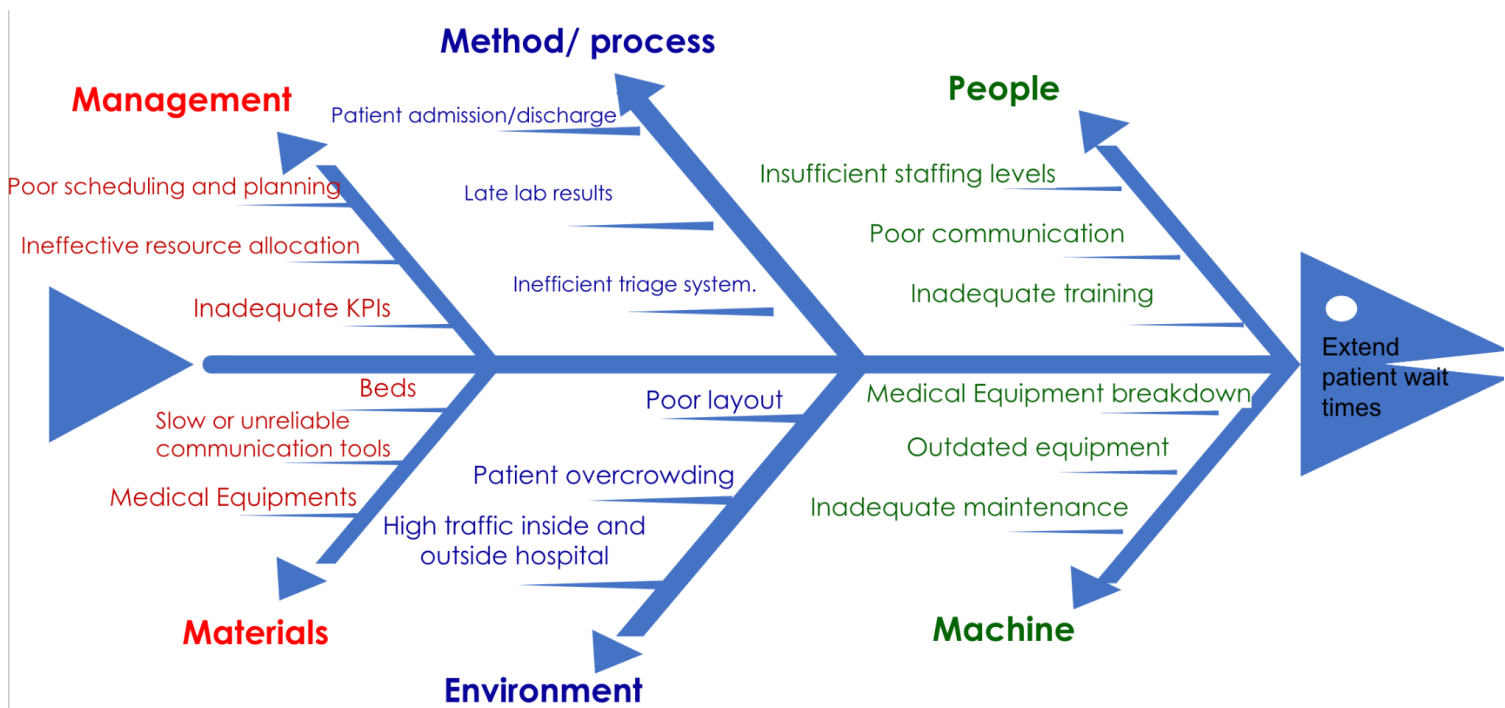 Method/ process
Management
People
Patient admission/discharge
Poor scheduling and planning
Insufficient staffing levels
Late lab results
Poor communication
Ineffective resource allocation
Inefficient triage system.
Inadequate training
Inadequate KPIs
Extend
patient wait
times
Beds
Poor layout
Medical Equipment breakdown
Slow or unreliable
communication tools
Outdated equipment
Patient overcrowding
Medical Equipments
Inadequate maintenance
High traffic inside and
outside hospital
Materials
Machine
Environment